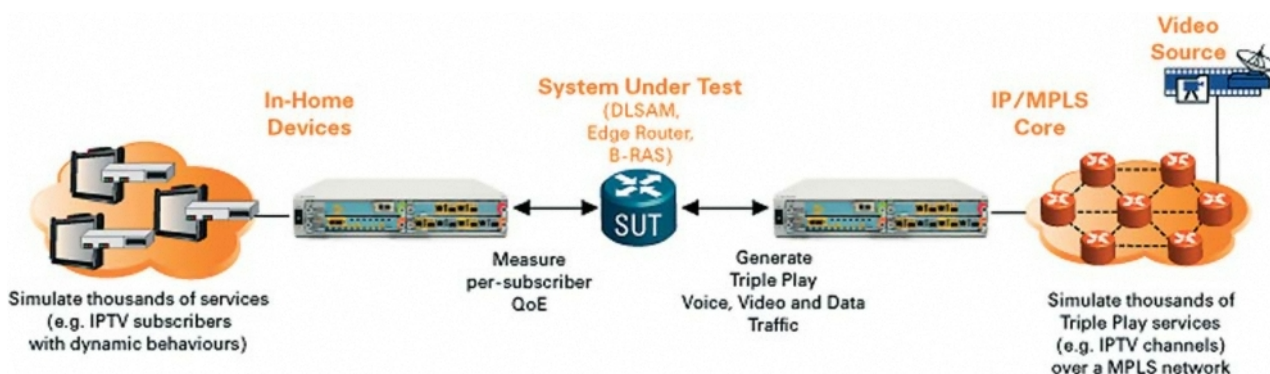 Video
Source
In-Home
Devices
System Under Test
(DLSAM,
Edge Router,
B-RAS)
IP/MPLS
Core
SUT
Measure
per-subscriber
QoE
Generate
Triple Play
Voice, Video and Data
Traffic
Simulate thousands of services
(e.g. IPTV subscribers
with dynamic behaviours)
Simulate thousands of
Triple Play services
(e.g. IPTV channels)
over a MPLS network